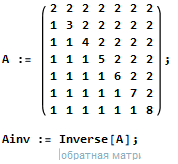 2 2 2 2 2 2 2
1 3 2 2 2 2 2
1 1 4 2 2 2 2
A := 1 1 1 5 2 2 2 ;
1 1 1 1 6 2 2
1 1 1 1 1 7 2
1 1 1 1 1 1 8
Ainv := Inverse[A];
обратная матри